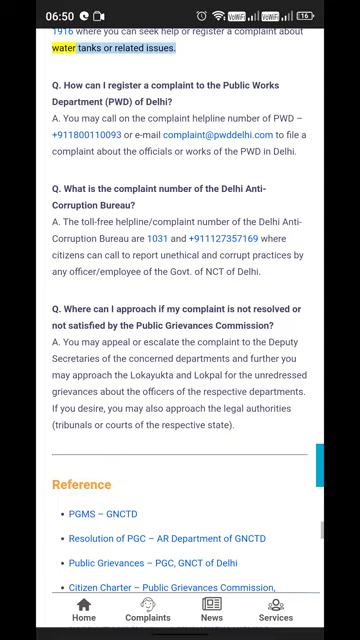 06:50
16
1916 where you can seek help or register a complaint about
water tanks or related issues.
Q. How can I register a complaint to the Public Works
Department (PWD) of Delhi?
A. You may call on the complaint helpline number of PWD –
+911800110093 or e-mail complaint@pwddelhi.com to file a
complaint about the officials or works of the PWD in Delhi.
Q. What is the complaint number of the Delhi Anti-
Corruption Bureau?
A. The toll-free helpline/complaint number of the Delhi Anti-
Corruption Bureau are 1031 and +911127357169 where
citizens can call to report unethical and corrupt practices by
any officer/employee of the Govt. of NCT of Delhi.
Q. Where can I approach if my complaint is not resolved or
not satisfied by the Public Grievances Commission?
A. You may appeal or escalate the complaint to the Deputy
Secretaries of the concerned departments and further you
may approach the Lokayukta and Lokpal for the unredressed
grievances about the officers of the respective departments.
If you desire, you may also approach the legal authorities
(tribunals or courts of the respective state).
Reference
PGMS – GNCTD
Resolution of PGC – AR Department of GNCTD
Public Grievances – PGC, GNCT of Delhi
Citizen Charter – Public Grievances Commission,
Home Complaints News Services